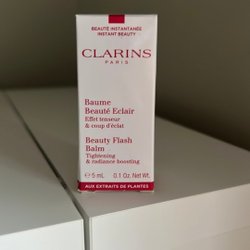 BEAUTÉ INSTANTANÉE
INSTANT BEAUTY
CLARINS
PARIS
Baume
Beauté Eclair
Effet tenseur
& coup d'éclat
Beauty Flash
Balm
Tightening
& radiance boosting
℮ 5 mL 0.1 Oz. Net Wt.
AUX EXTRAITS DE PLANTES